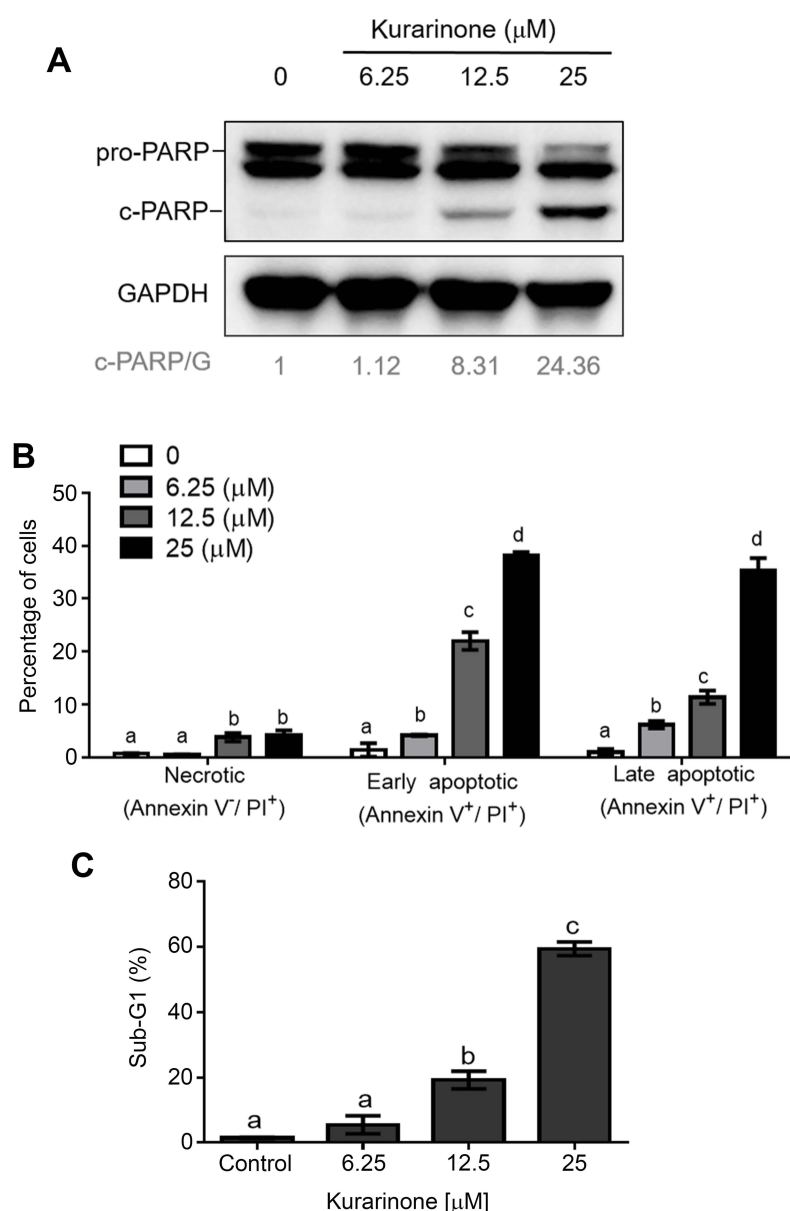 A
Kurarinone (μM)
0 6.25 12.5 25
pro-PARP
c-PARP
GAPDH
c-PARP/G 1 1.12 8.31 24.36
B
0
6.25 (μM)
12.5 (μM)
25 (μM)
Percentage of cells
50
40
30
20
10
0
a a b b
a b c d
a b c d
Necrotic
(Annexin V⁻/ PI⁺)
Early apoptotic
(Annexin V⁺/ PI⁺)
Late apoptotic
(Annexin V⁺/ PI⁺)
C
Sub-G1 (%)
80
60
40
20
0
a a b c
Control 6.25 12.5 25
Kurarinone [μM]